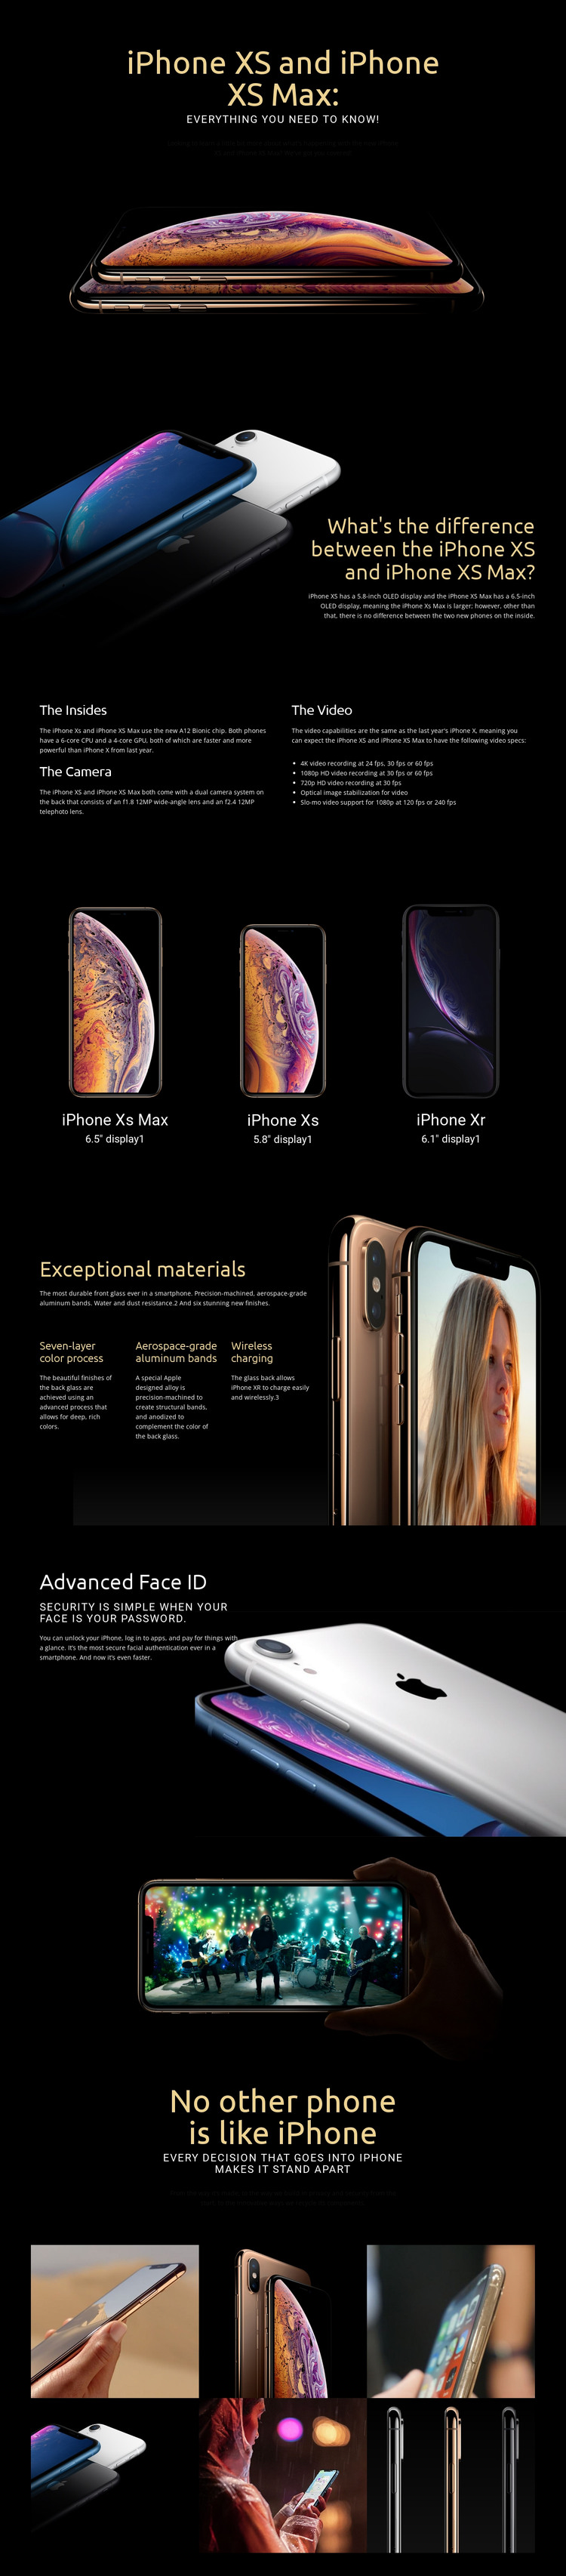 iPhone XS and iPhone
XS Max:
EVERYTHING YOU NEED TO KNOW!
What's the difference
between the iPhone XS
and iPhone XS Max?
iPhone XS has a 5.8-inch OLED display and the iPhone XS Max has a 6.5-inch
OLED display, meaning the iPhone Xs Max is larger; however, other than
that, there is no difference between the two new phones on the inside.
The Insides
The iPhone Xs and iPhone XS Max use the new A12 Bionic chip. Both phones
have a 6-core CPU and a 4-core GPU, both of which are faster and more
powerful than iPhone X from last year.
The Camera
The iPhone XS and iPhone XS Max both come with a dual camera system on
the back that consists of an f1.8 12MP wide-angle lens and an f2.4 12MP
telephoto lens.
The Video
The video capabilities are the same as the last year's iPhone X, meaning you
can expect the iPhone XS and iPhone XS Max to have the following video specs:
• 4K video recording at 24 fps, 30 fps or 60 fps
• 1080p HD video recording at 30 fps or 60 fps
• 720p HD video recording at 30 fps
• Optical image stabilization for video
• Slo-mo video support for 1080p at 120 fps or 240 fps
iPhone Xs Max
6.5" display1
iPhone Xs
5.8" display1
iPhone Xr
6.1" display1
Exceptional materials
The most durable front glass ever in a smartphone. Precision-machined, aerospace-grade
aluminum bands. Water and dust resistance.2 And six stunning new finishes.
Seven-layer
color process
The beautiful finishes of
the back glass are
achieved using an
advanced process that
allows for deep, rich
colors.
Aerospace-grade
aluminum bands
A special Apple
designed alloy is
precision-machined to
create structural bands,
and anodized to
complement the color of
the back glass.
Wireless
charging
The glass back allows
iPhone XR to charge easily
and wirelessly.3
Advanced Face ID
SECURITY IS SIMPLE WHEN YOUR
FACE IS YOUR PASSWORD.
You can unlock your iPhone, log in to apps, and pay for things with
a glance. It's the most secure facial authentication ever in a
smartphone. And now it's even faster.
No other phone
is like iPhone
EVERY DECISION THAT GOES INTO IPHONE
MAKES IT STAND APART